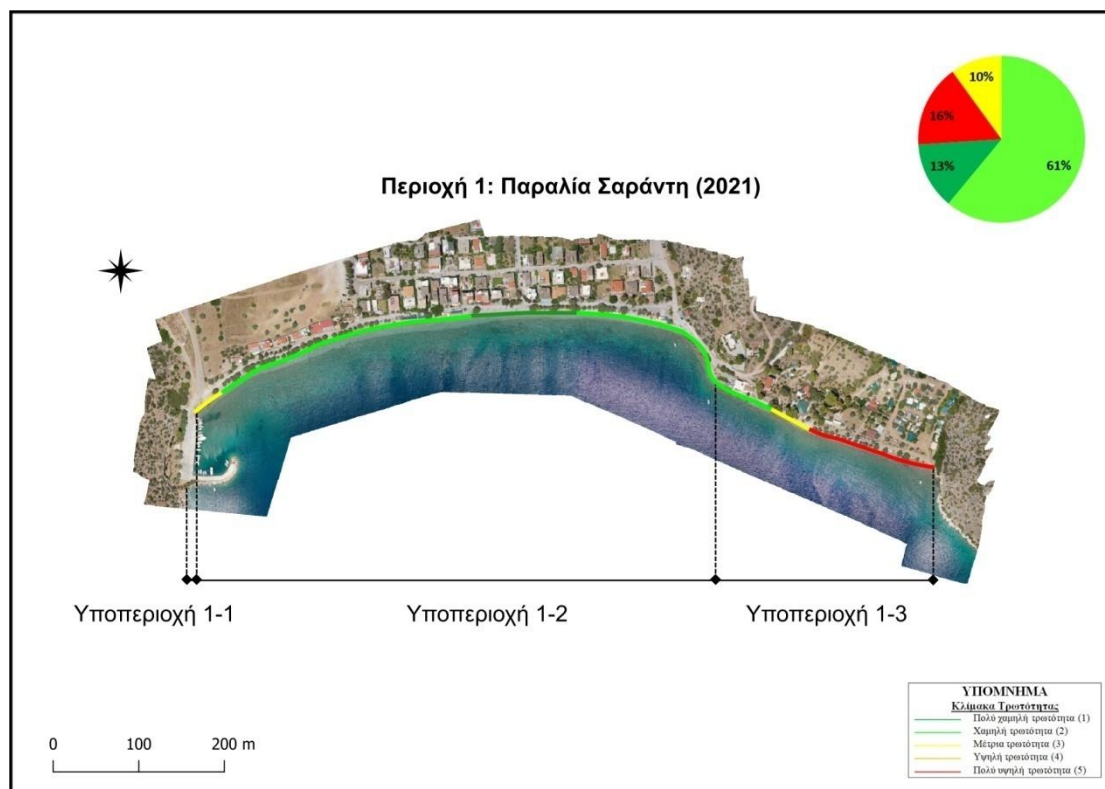 10%
16%
13%
61%
Περιοχή 1: Παραλία Σαράντη (2021)
Υποπεριοχή 1-1
Υποπεριοχή 1-2
Υποπεριοχή 1-3
ΥΠΟΜΝΗΜΑ
Κλίμακα Τρωτότητας
Πολύ χαμηλή τρωτότητα (1)
Χαμηλή τρωτότητα (2)
Μέτρια τρωτότητα (3)
Υψηλή τρωτότητα (4)
Πολύ υψηλή τρωτότητα (5)
0 100 200 m